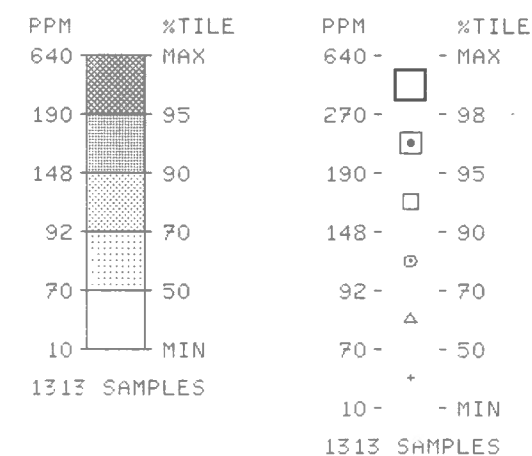 PPM %TILE
640 MAX
190 95
148 90
92 70
70 50
10 MIN
1313 SAMPLES
PPM %TILE
640 - - MAX
270 - - 98
190 - - 95
148 - - 90
92 - - 70
70 - - 50
10 - - MIN
1313 SAMPLES